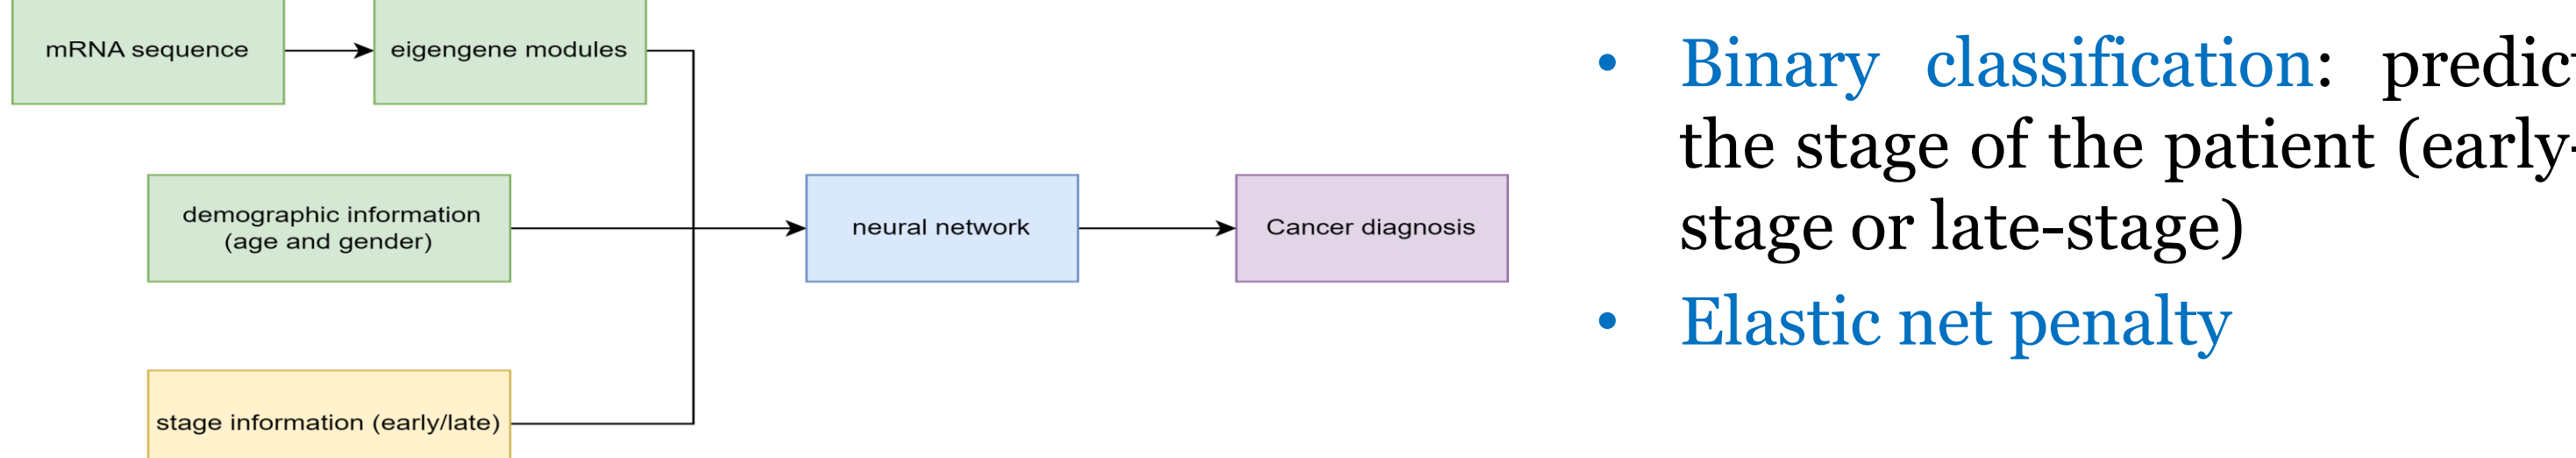 mRNA sequence
eigengene modules
demographic information
(age and gender)
neural network
Cancer diagnosis
stage information (early/late)
• Binary classification: predict
the stage of the patient (early-
stage or late-stage)
• Elastic net penalty